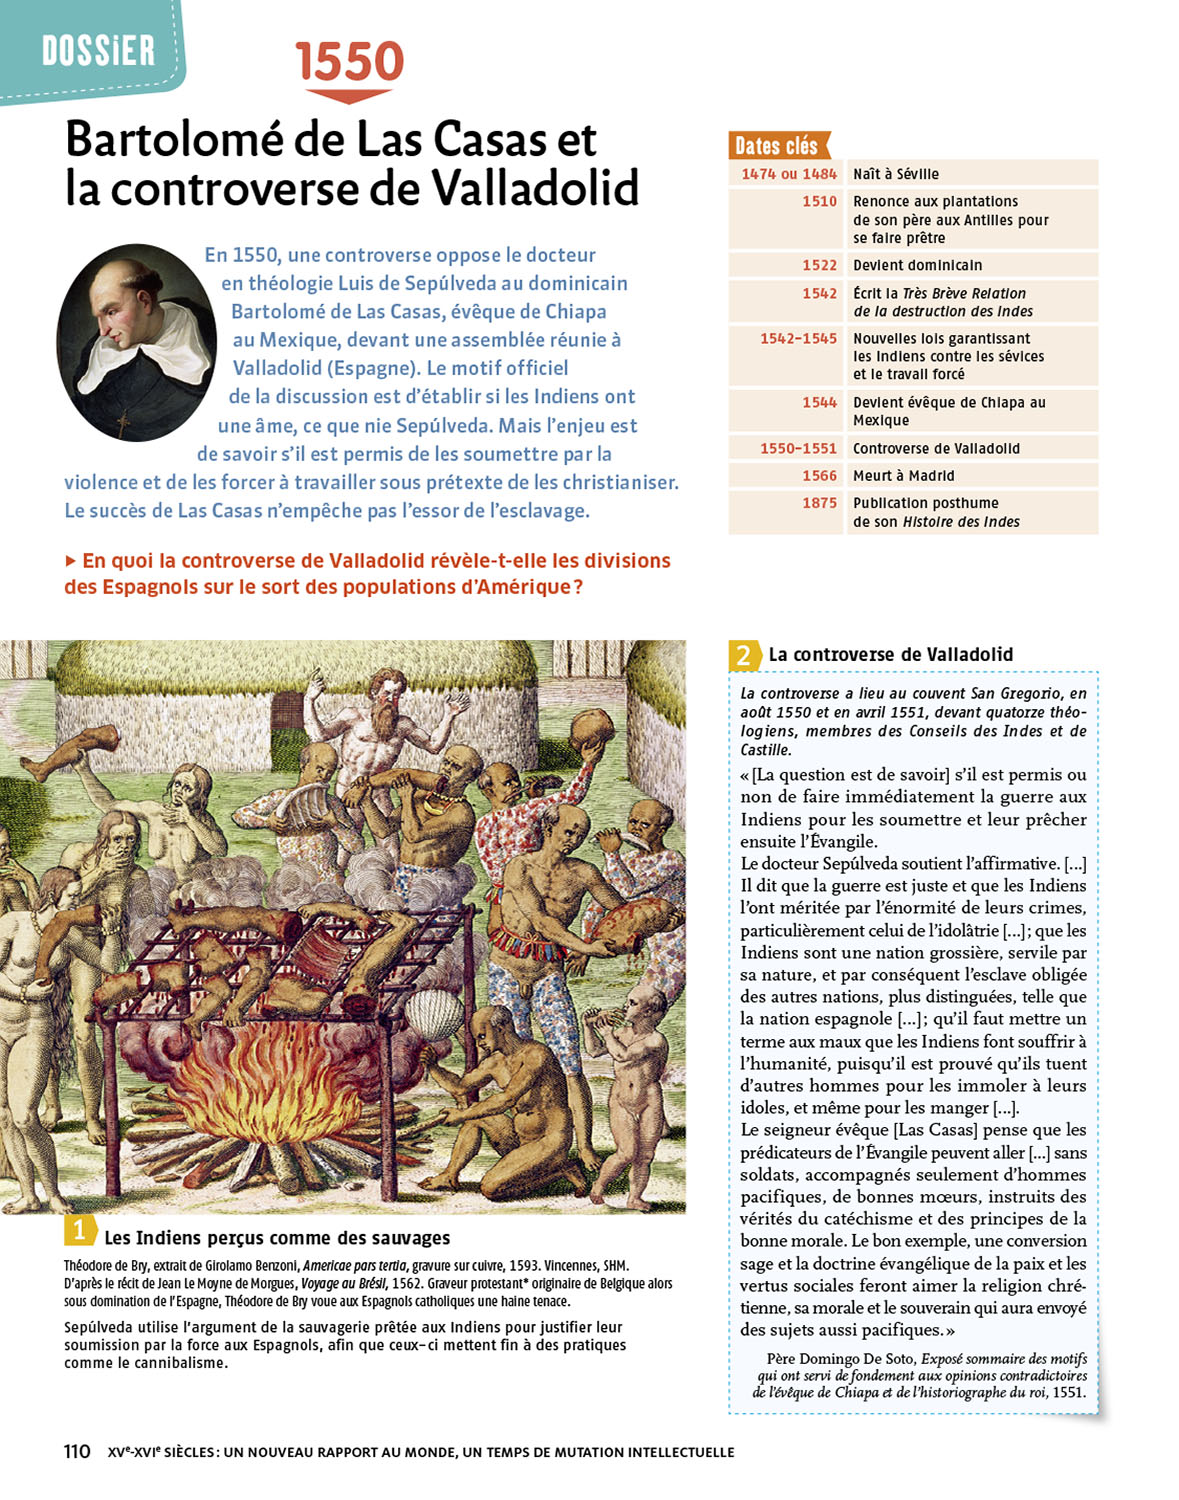 DOSSiER
1550
Bartolomé de Las Casas et
la controverse de Valladolid
En 1550, une controverse oppose le docteur
en théologie Luis de Sepúlveda au dominicain
Bartolomé de Las Casas, évêque de Chiapa
au Mexique, devant une assemblée réunie à
Valladolid (Espagne). Le motif officiel
de la discussion est d’établir si les Indiens ont
une âme, ce que nie Sepúlveda. Mais l’enjeu est
de savoir s’il est permis de les soumettre par la
violence et de les forcer à travailler sous prétexte de les christianiser.
Le succès de Las Casas n’empêche pas l’essor de l’esclavage.
▸ En quoi la controverse de Valladolid révèle-t-elle les divisions
des Espagnols sur le sort des populations d’Amérique ?
Dates clés
1474 ou 1484 Naît à Séville
1510 Renonce aux plantations
de son père aux Antilles pour
se faire prêtre
1522 Devient dominicain
1542 Écrit la Très Brève Relation
de la destruction des Indes
1542-1545 Nouvelles lois garantissant
les Indiens contre les sévices
et le travail forcé
1544 Devient évêque de Chiapa au
Mexique
1550-1551 Controverse de Valladolid
1566 Meurt à Madrid
1875 Publication posthume
de son Histoire des Indes
1 Les Indiens perçus comme des sauvages
Théodore de Bry, extrait de Girolamo Benzoni, Americae pars tertia, gravure sur cuivre, 1593. Vincennes, SHM.
D’après le récit de Jean Le Moyne de Morgues, Voyage au Brésil, 1562. Graveur protestant* originaire de Belgique alors
sous domination de l’Espagne, Théodore de Bry voue aux Espagnols catholiques une haine tenace.
Sepúlveda utilise l’argument de la sauvagerie prêtée aux Indiens pour justifier leur
soumission par la force aux Espagnols, afin que ceux-ci mettent fin à des pratiques
comme le cannibalisme.
2 La controverse de Valladolid
La controverse a lieu au couvent San Gregorio, en
août 1550 et en avril 1551, devant quatorze théo-
logiens, membres des Conseils des Indes et de
Castille.
« [La question est de savoir] s’il est permis ou
non de faire immédiatement la guerre aux
Indiens pour les soumettre et leur prêcher
ensuite l’Évangile.
Le docteur Sepúlveda soutient l’affirmative. [...]
Il dit que la guerre est juste et que les Indiens
l’ont méritée par l’énormité de leurs crimes,
particulièrement celui de l’idolâtrie [...] ; que les
Indiens sont une nation grossière, servile par
sa nature, et par conséquent l’esclave obligée
des autres nations, plus distinguées, telle que
la nation espagnole [...] ; qu’il faut mettre un
terme aux maux que les Indiens font souffrir à
l’humanité, puisqu’il est prouvé qu’ils tuent
d’autres hommes pour les immoler à leurs
idoles, et même pour les manger [...].
Le seigneur évêque [Las Casas] pense que les
prédicateurs de l’Évangile peuvent aller [...] sans
soldats, accompagnés seulement d’hommes
pacifiques, de bonnes mœurs, instruits des
vérités du catéchisme et des principes de la
bonne morale. Le bon exemple, une conversion
sage et la doctrine évangélique de la paix et les
vertus sociales feront aimer la religion chré-
tienne, sa morale et le souverain qui aura envoyé
des sujets aussi pacifiques. »
Père Domingo De Soto, Exposé sommaire des motifs
qui ont servi de fondement aux opinions contradictoires
de l’évêque de Chiapa et de l’historiographe du roi, 1551.
110 XVe-XVIe SIÈCLES : UN NOUVEAU RAPPORT AU MONDE, UN TEMPS DE MUTATION INTELLECTUELLE